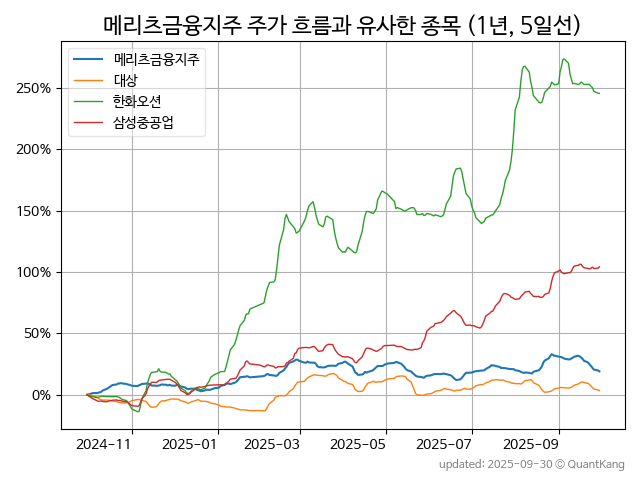 메리츠금융지주 주가 흐름과 유사한 종목 (1년, 5일선)
메리츠금융지주
대상
한화오션
삼성중공업
250%
200%
150%
100%
50%
0%
2024-11
2025-01
2025-03
2025-05
2025-07
2025-09
updated: 2025-09-30 © QuantKang